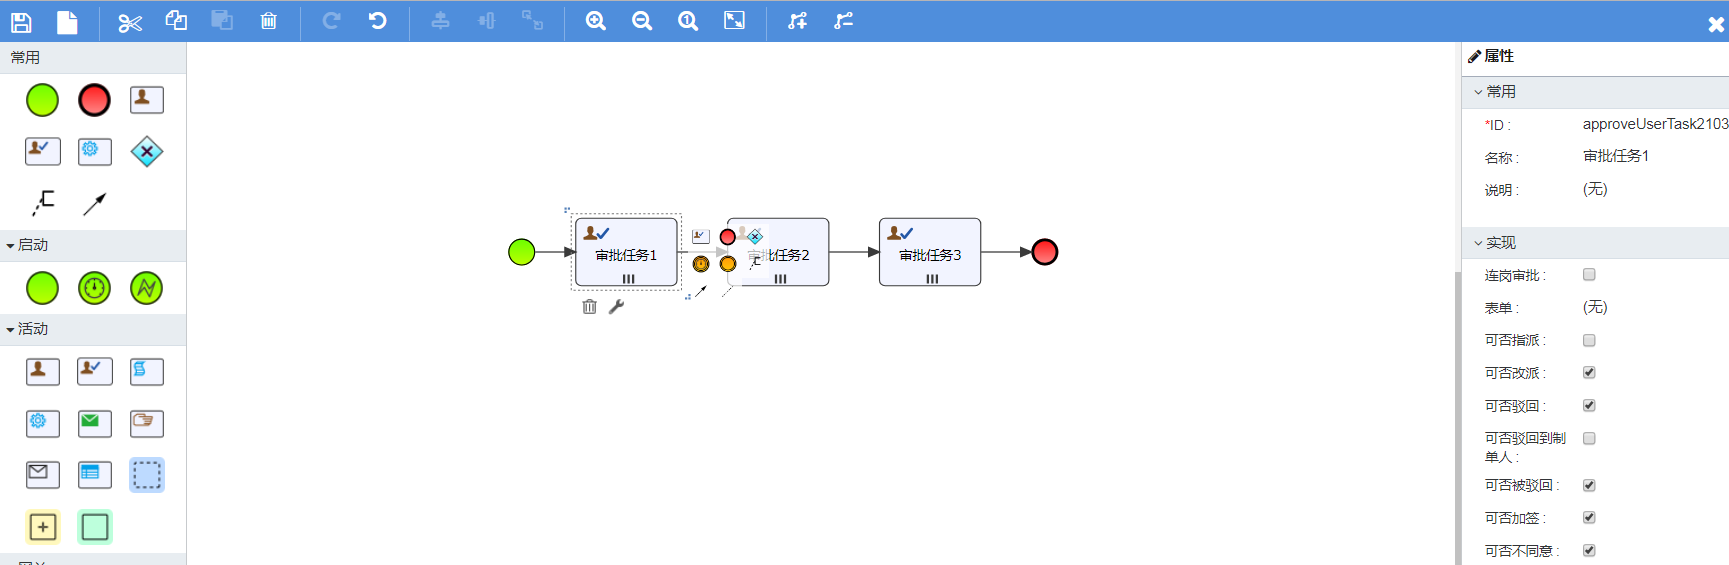 常用
启动
活动
审批任务1
审批任务2
审批任务3
属性
常用
*ID : approveUserTask2103
名称 : 审批任务1
说明 : (无)
实现
连岗审批 :
表单 : (无)
可否指派 :
可否改派 :
可否驳回 :
可否驳回到制
单人 :
可否被驳回 :
可否加签 :
可否不同意 :